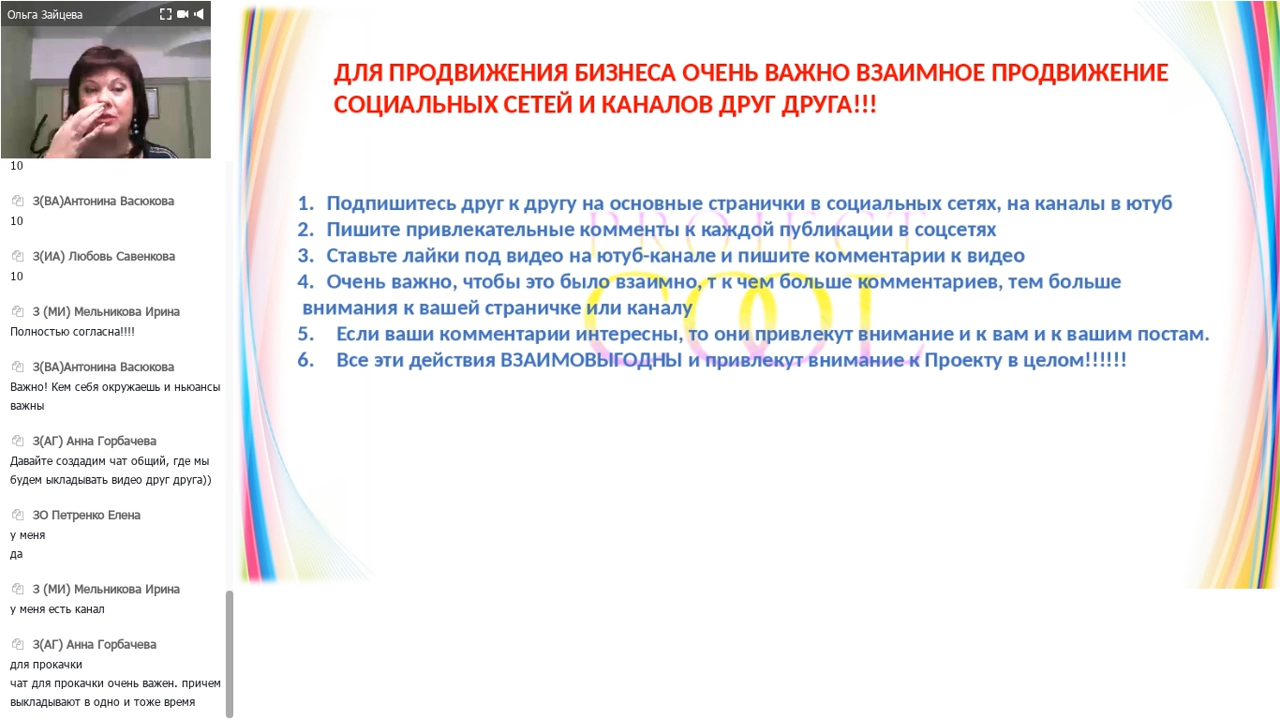 Ольга Зайцева
10
З(ВА)Антонина Васюкова
10
З(ИА) Любовь Савенкова
10
З (МИ) Мельникова Ирина
Полностью согласна!!!!
З(ВА)Антонина Васюкова
Важно! Кем себя окружаешь и ньюансы
важны
З(АГ) Анна Горбачева
Давайте создадим чат общий, где мы
будем ыкладывать видео друг друга))
ЗО Петренко Елена
у меня
да
З (МИ) Мельникова Ирина
у меня есть канал
З(АГ) Анна Горбачева
для прокачки
чат для прокачки очень важен. причем
выкладывают в одно и тоже время
ДЛЯ ПРОДВИЖЕНИЯ БИЗНЕСА ОЧЕНЬ ВАЖНО ВЗАИМНОЕ ПРОДВИЖЕНИЕ
СОЦИАЛЬНЫХ СЕТЕЙ И КАНАЛОВ ДРУГ ДРУГА!!!
1. Подпишитесь друг к другу на основные странички в социальных сетях, на каналы в ютуб
2. Пишите привлекательные комменты к каждой публикации в соцсетях
3. Ставьте лайки под видео на ютуб-канале и пишите комментарии к видео
4. Очень важно, чтобы это было взаимно, т к чем больше комментариев, тем больше
внимания к вашей страничке или каналу
5. Если ваши комментарии интересны, то они привлекут внимание и к вам и к вашим постам.
6. Все эти действия ВЗАИМОВЫГОДНЫ и привлекут внимание к Проекту в целом!!!!!!
PROJECT
COOL